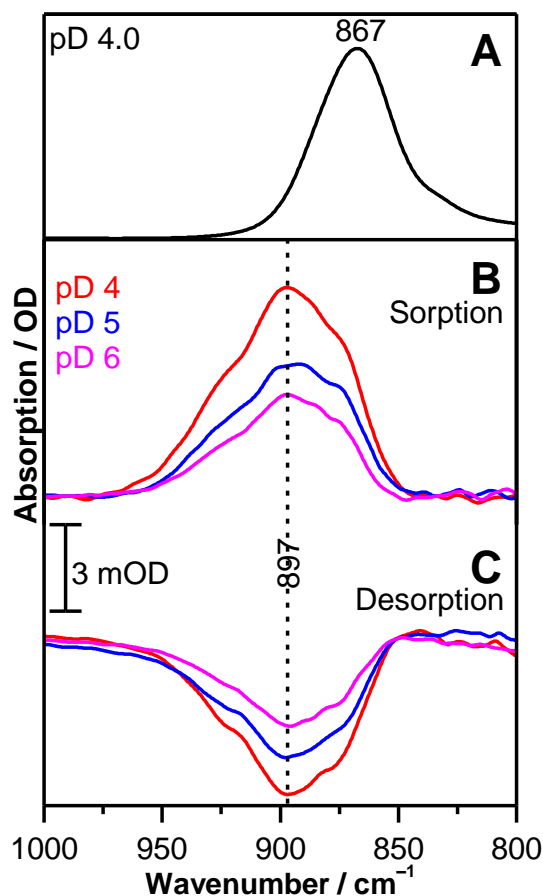 pD 4.0
867
A
pD 4
pD 5
pD 6
B
Sorption
Absorption / OD
3 mOD
897
C
Desorption
1000 950 900 850 800
Wavenumber / cm⁻¹